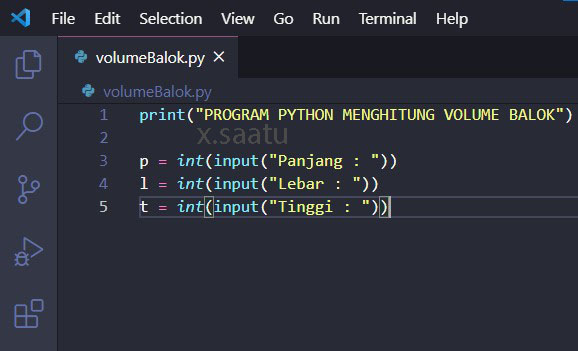 File Edit Selection View Go Run Terminal Help
volumeBalok.py
volumeBalok.py
1 print("PROGRAM PYTHON MENGHITUNG VOLUME BALOK")
x.saatu
2
3 p = int(input("Panjang : "))
4 l = int(input("Lebar : "))
5 t = int(input("Tinggi : "))